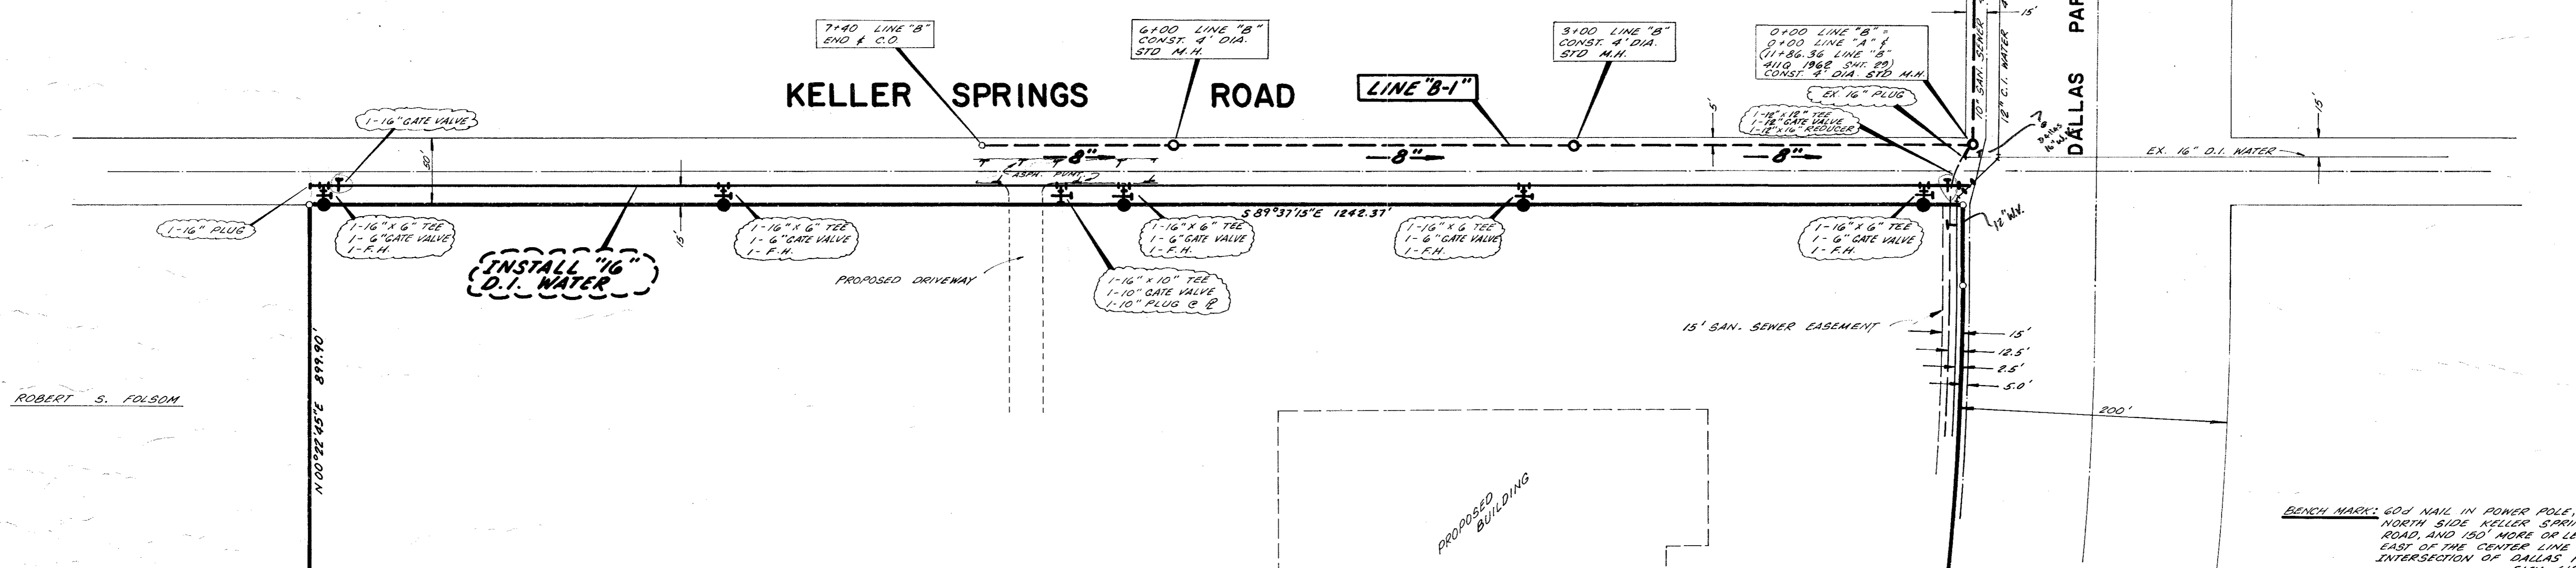 7+40 LINE "B"
END & C.O.
6+00 LINE "B"
CONST. 4' DIA.
STD M.H.
3+00 LINE "B"
CONST. 4' DIA.
STD M.H.
0+00 LINE "B" =
0+00 LINE "A" &
(11+86.36 LINE "B"
411Q 1962 SHT. 29)
CONST. 4' DIA. STD M.H.
10" SAN. SEWER
12" C.I. WATER
15'
DALLAS PAR
KELLER SPRINGS ROAD
LINE "B-1"
EX. 16" PLUG
1-12"x12" TEE
1-12" GATE VALVE
1-12"x16" REDUCER
1-16" GATE VALVE
50'
15'
5'
8"
8"
8"
ASPH. PVMT.
15'
EX. 16" D.I. WATER
S 89°37'15"E 1242.37'
12" W.V.
1-16" PLUG
1-16" X 6" TEE
1-6" GATE VALVE
1-F.H.
1-16" X 6" TEE
1-6" GATE VALVE
1-F.H.
1-16" X 6" TEE
1-6" GATE VALVE
1-F.H.
1-16" X 6" TEE
1-6" GATE VALVE
1-F.H.
1-16" X 6" TEE
1-6" GATE VALVE
1-F.H.
INSTALL "16"
D.I. WATER
PROPOSED DRIVEWAY
1-16" X 10" TEE
1-10" GATE VALVE
1-10" PLUG @ ⅊
15' SAN. SEWER EASEMENT
15'
12.5'
2.5'
5.0'
200'
N00°22'45"E 899.90'
ROBERT S. FOLSOM
PROPOSED
BUILDING
BENCH MARK: 60d NAIL IN POWER POLE,
NORTH SIDE KELLER SPRI
ROAD, AND 150' MORE OR LE
EAST OF THE CENTER LINE
INTERSECTION OF DALLAS